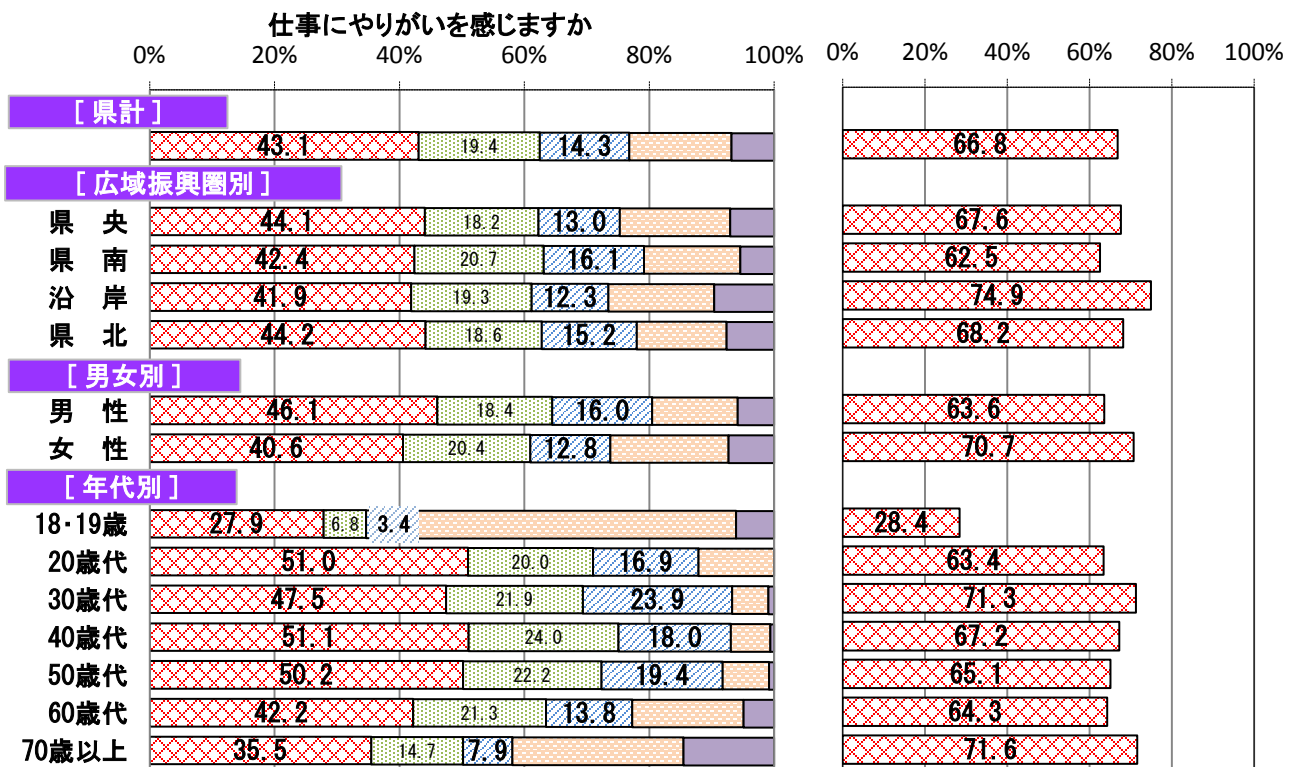 仕事にやりがいを感じますか
0% 20% 40% 60% 80% 100% 0% 20% 40% 60% 80% 100%
[ 県計 ]
43.1 19.4 14.3 66.8
[ 広域振興圏別 ]
県 央 44.1 18.2 13.0 67.6
県 南 42.4 20.7 16.1 62.5
沿 岸 41.9 19.3 12.3 74.9
県 北 44.2 18.6 15.2 68.2
[ 男女別 ]
男 性 46.1 18.4 16.0 63.6
女 性 40.6 20.4 12.8 70.7
[ 年代別 ]
18・19歳 27.9 6.8 3.4 28.4
20歳代 51.0 20.0 16.9 63.4
30歳代 47.5 21.9 23.9 71.3
40歳代 51.1 24.0 18.0 67.2
50歳代 50.2 22.2 19.4 65.1
60歳代 42.2 21.3 13.8 64.3
70歳以上 35.5 14.7 7.9 71.6